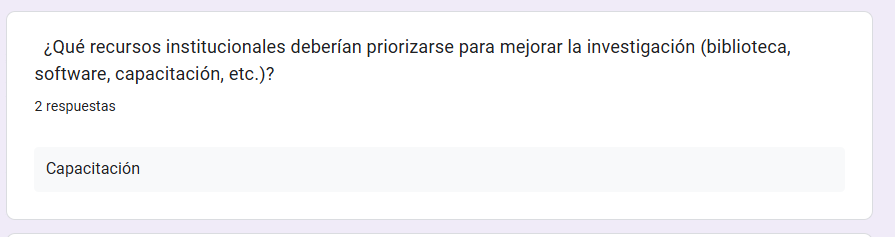 ¿Qué recursos institucionales deberían priorizarse para mejorar la investigación (biblioteca,
software, capacitación, etc.)?
2 respuestas
Capacitación